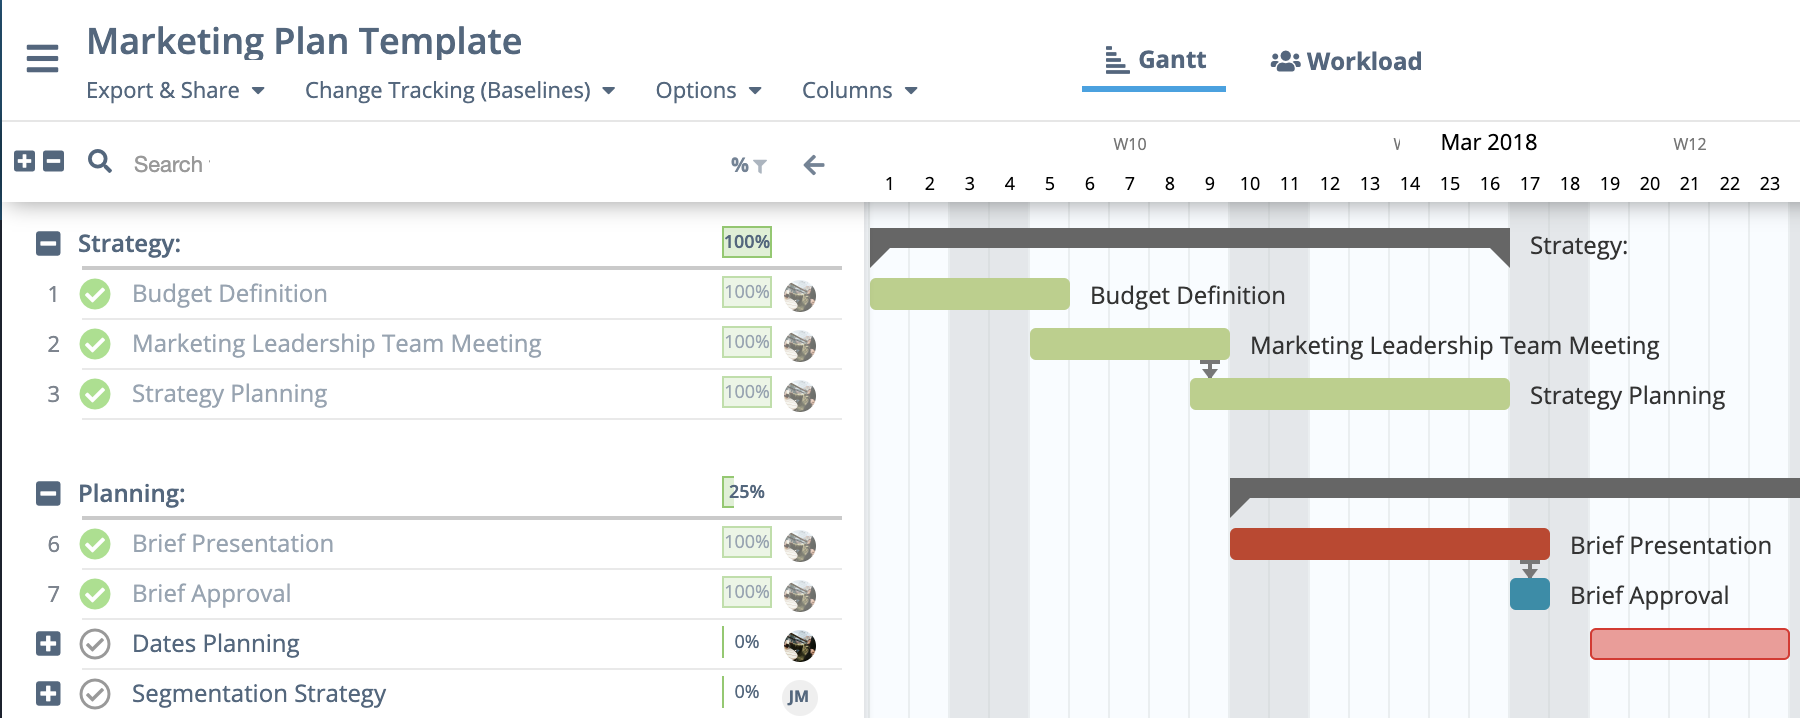 Marketing Plan Template
Gantt
Workload
Export & Share
Change Tracking (Baselines)
Options
Columns
Search
%
W10
Mar 2018
W12
1 2 3 4 5 6 7 8 9 10 11 12 13 14 15 16 17 18 19 20 21 22 23
Strategy: 100%
Strategy:
1 Budget Definition 100%
Budget Definition
2 Marketing Leadership Team Meeting 100%
Marketing Leadership Team Meeting
3 Strategy Planning 100%
Strategy Planning
Planning: 25%
6 Brief Presentation 100%
Brief Presentation
7 Brief Approval 100%
Brief Approval
Dates Planning 0%
Segmentation Strategy 0% JM